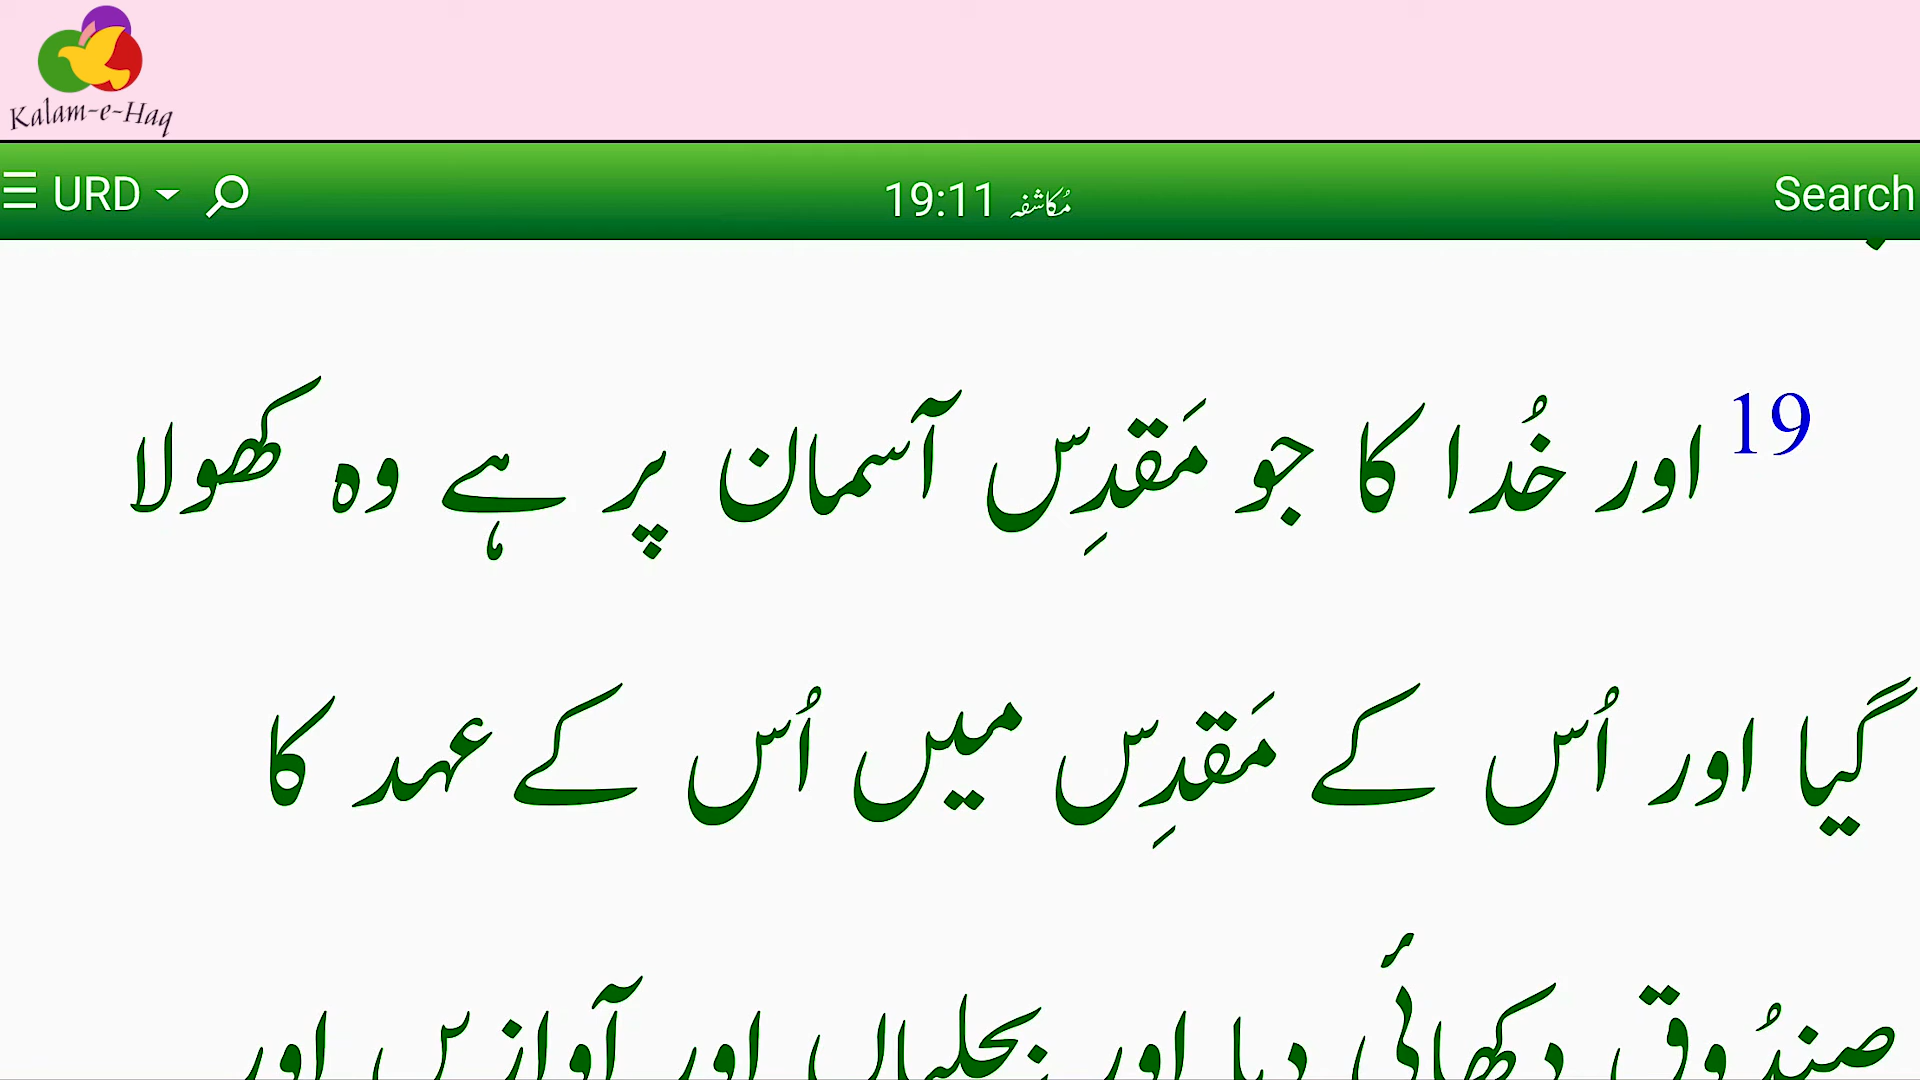 Kalam-e-Haq
URD
19:11 مُکاشفہ
Search
19 اور خُدا کا جو مَقدِس آسمان پر ہے وہ کھولا
گیا اور اُس کے مَقدِس میں اُس کے عہد کا
صندُوق دکھائی دیا اور بجلیاں اور آوازیں اور